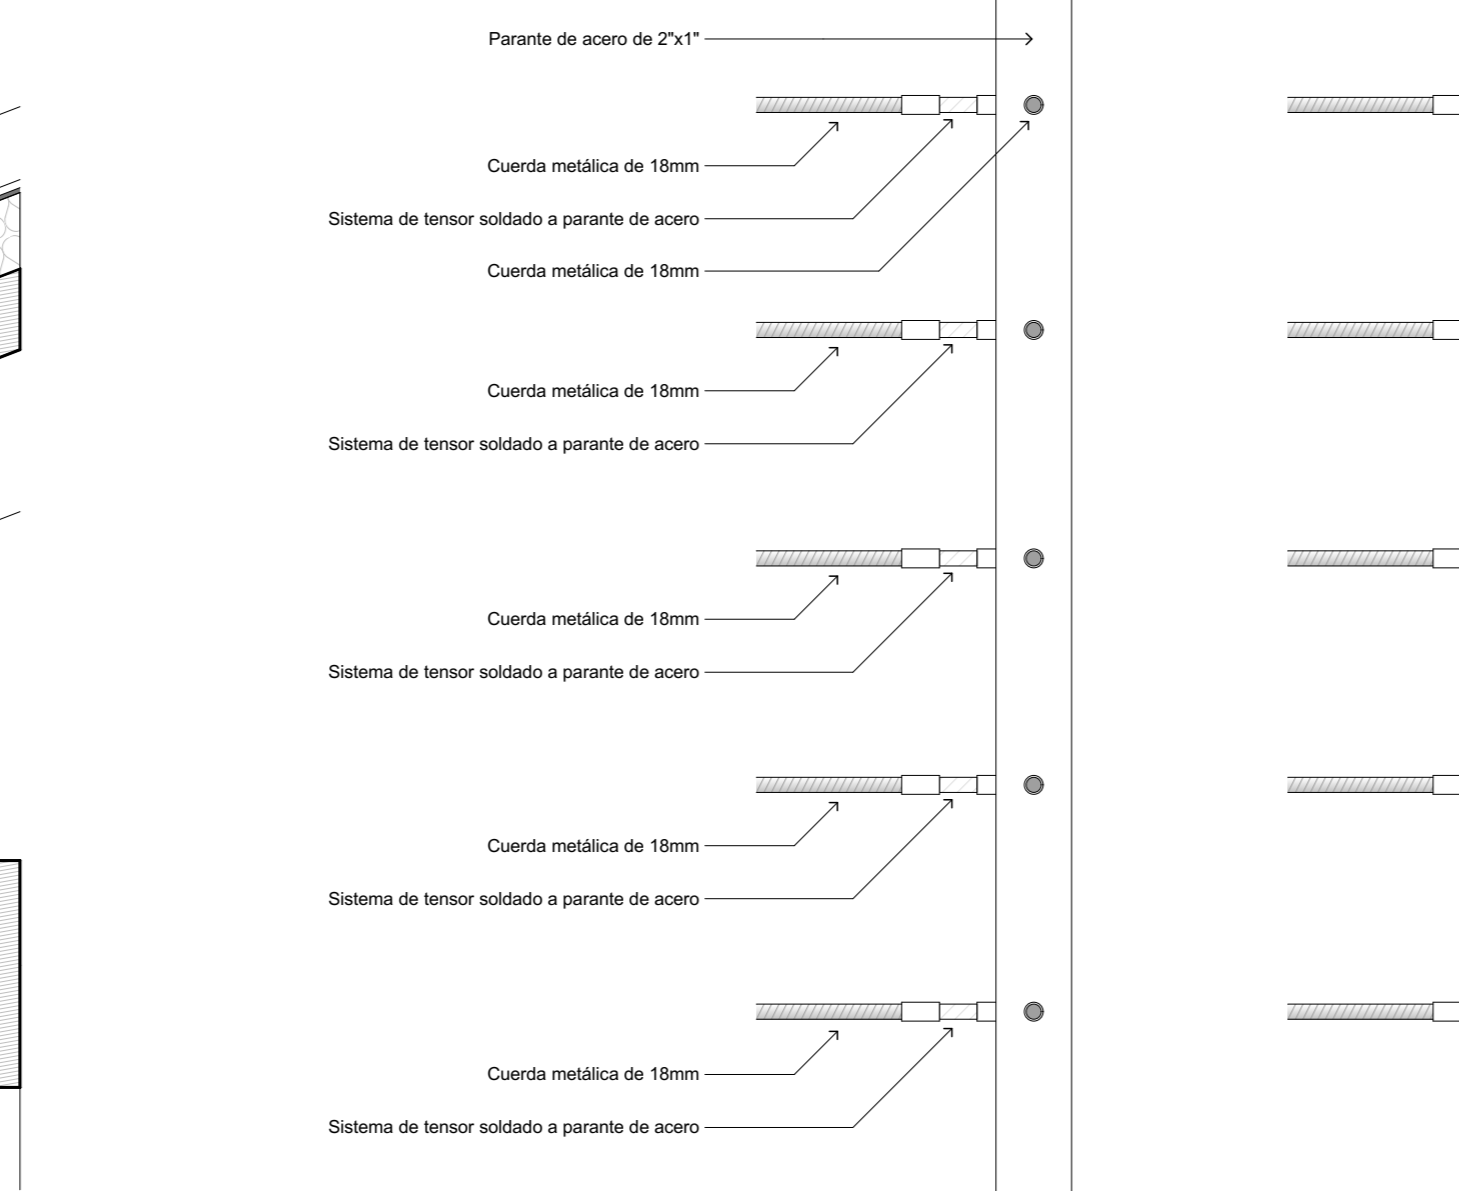 Parante de acero de 2"x1"
Cuerda metálica de 18mm
Sistema de tensor soldado a parante de acero
Cuerda metálica de 18mm
Cuerda metálica de 18mm
Sistema de tensor soldado a parante de acero
Cuerda metálica de 18mm
Sistema de tensor soldado a parante de acero
Cuerda metálica de 18mm
Sistema de tensor soldado a parante de acero
Cuerda metálica de 18mm
Sistema de tensor soldado a parante de acero